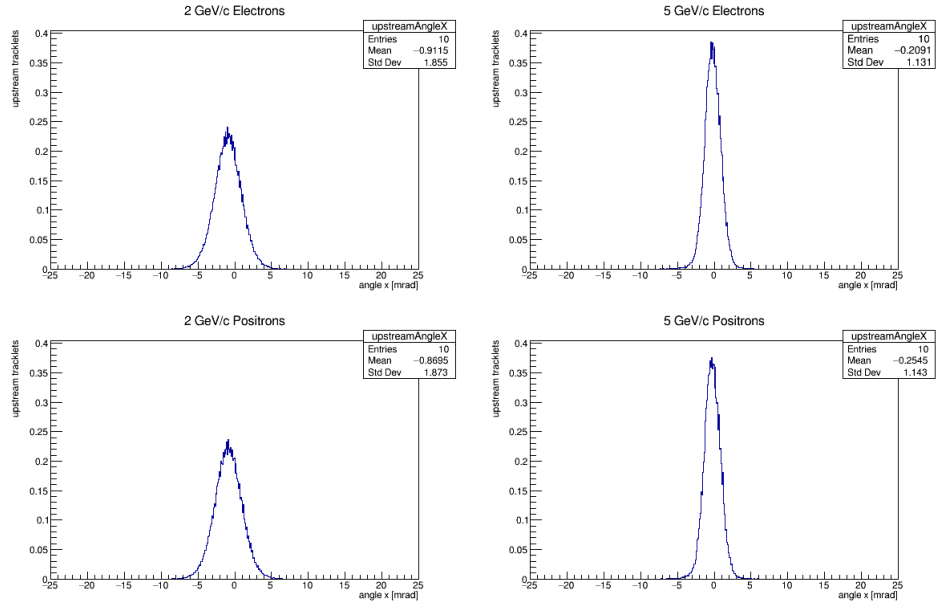 2 GeV/c Electrons
upstreamAngleX
Entries 10
Mean −0.9115
Std Dev 1.855
upstream tracklets
0.4
0.35
0.3
0.25
0.2
0.15
0.1
0.05
0
−25 −20 −15 −10 −5 0 5 10 15 20 25
angle x [mrad]
5 GeV/c Electrons
upstreamAngleX
Entries 10
Mean −0.2091
Std Dev 1.131
upstream tracklets
0.4
0.35
0.3
0.25
0.2
0.15
0.1
0.05
0
−25 −20 −15 −10 −5 0 5 10 15 20 25
angle x [mrad]
2 GeV/c Positrons
upstreamAngleX
Entries 10
Mean −0.8695
Std Dev 1.873
upstream tracklets
0.4
0.35
0.3
0.25
0.2
0.15
0.1
0.05
0
−25 −20 −15 −10 −5 0 5 10 15 20 25
angle x [mrad]
5 GeV/c Positrons
upstreamAngleX
Entries 10
Mean −0.2545
Std Dev 1.143
upstream tracklets
0.4
0.35
0.3
0.25
0.2
0.15
0.1
0.05
0
−25 −20 −15 −10 −5 0 5 10 15 20 25
angle x [mrad]